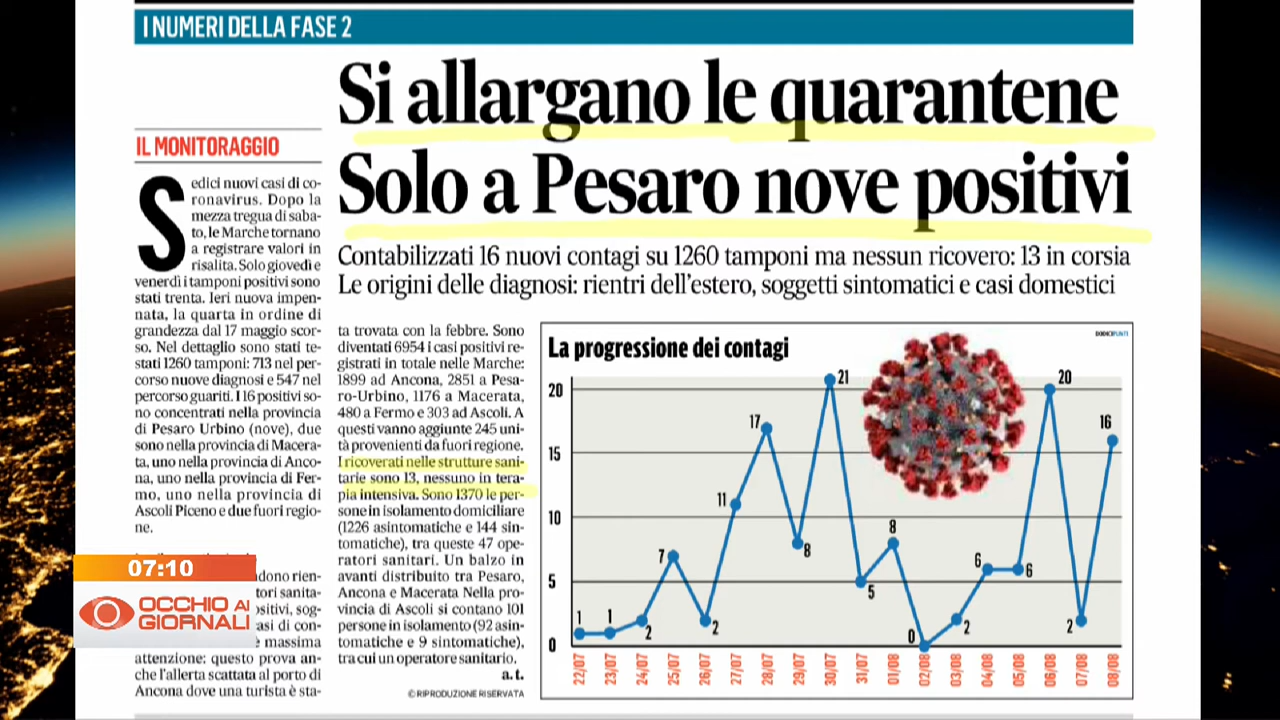 I NUMERI DELLA FASE 2
Si allargano le quarantene
Solo a Pesaro nove positivi
Contabilizzati 16 nuovi contagi su 1260 tamponi ma nessun ricovero: 13 in corsia
Le origini delle diagnosi: rientri dell'estero, soggetti sintomatici e casi domestici
IL MONITORAGGIO
Sedici nuovi casi di co-
ronavirus. Dopo la
mezza tregua di saba-
to, le Marche tornano
a registrare valori in
risalita. Solo giovedì e
venerdì i tamponi positivi sono
stati trenta. Ieri nuova impen-
nata, la quarta in ordine di
grandezza dal 17 maggio scor-
so. Nel dettaglio sono stati te-
stati 1260 tamponi: 713 nel per-
corso nuove diagnosi e 547 nel
percorso guariti. I 16 positivi so-
no concentrati nella provincia
di Pesaro Urbino (nove), due
sono nella provincia di Macera-
ta, uno nella provincia di Anco-
na, uno nella provincia di Fer-
mo, uno nella provincia di
Ascoli Piceno e due fuori regio-
ne.
dono rien-
tori sanita-
ositivi, sog-
asi di con-
è massima
attenzione: questo prova an-
che l'allerta scattata al porto di
Ancona dove una turista è sta-
ta trovata con la febbre. Sono
diventati 6954 i casi positivi re-
gistrati in totale nelle Marche:
1899 ad Ancona, 2851 a Pesa-
ro-Urbino, 1176 a Macerata,
480 a Fermo e 303 ad Ascoli. A
questi vanno aggiunte 245 uni-
tà provenienti da fuori regione.
I ricoverati nelle strutture sani-
tarie sono 13, nessuno in tera-
pia intensiva. Sono 1370 le per-
sone in isolamento domiciliare
(1226 asintomatiche e 144 sin-
tomatiche), tra queste 47 ope-
ratori sanitari. Un balzo in
avanti distribuito tra Pesaro,
Ancona e Macerata Nella pro-
vincia di Ascoli si contano 101
persone in isolamento (92 asin-
tomatiche e 9 sintomatiche),
tra cui un operatore sanitario.
a. t.
© RIPRODUZIONE RISERVATA
La progressione dei contagi
DODICIPUNTI
20
15
10
5
0
1 1 2 7 2 11 17 8 21 5 8 0 2 6 6 20 2 16
22/07 23/07 24/07 25/07 26/07 27/07 28/07 29/07 30/07 31/07 01/08 02/08 03/08 04/08 05/08 06/08 07/08 08/08
07:10
OCCHIO AI
GIORNALI